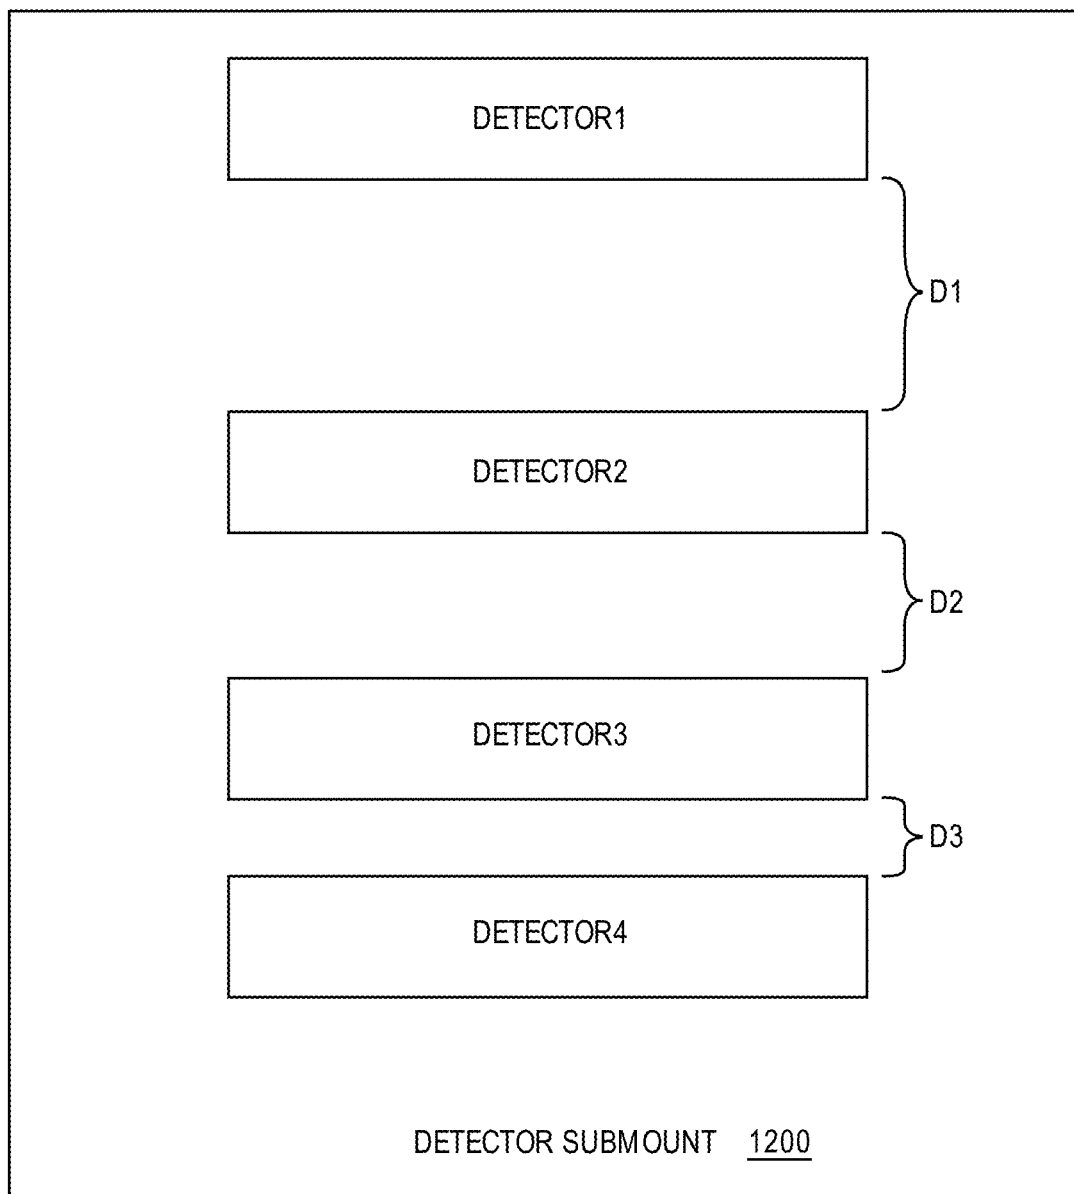 DETECTOR1
D1
DETECTOR2
D2
DETECTOR3
D3
DETECTOR4
DETECTOR SUBMOUNT 1200